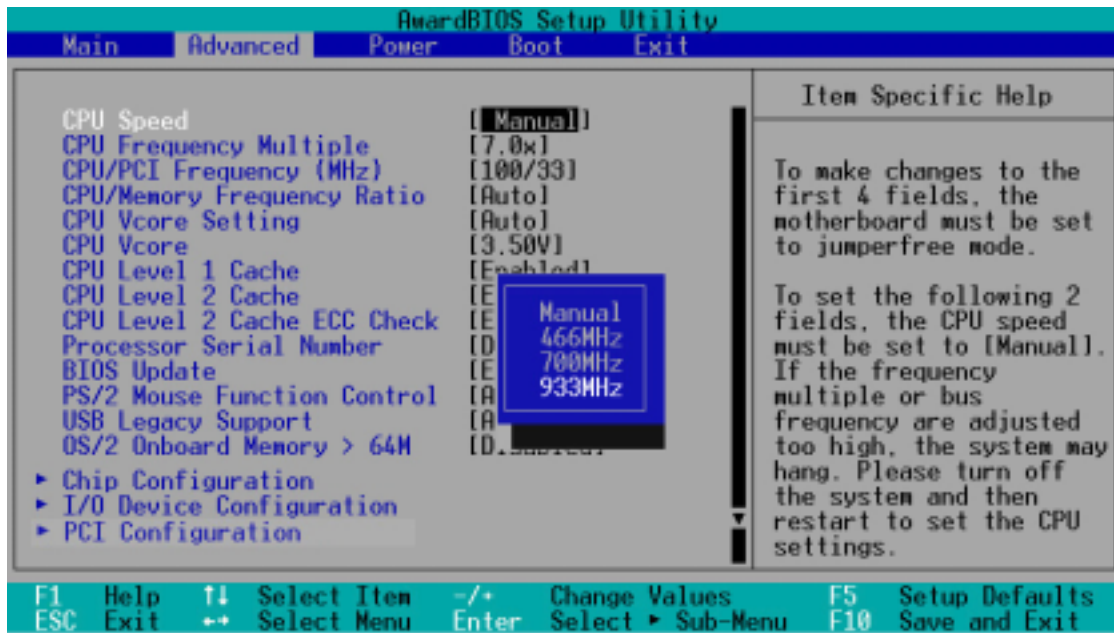 AwardBIOS Setup Utility
Main Advanced Power Boot Exit
CPU Speed [ Manual]
CPU Frequency Multiple [7.0x]
CPU/PCI Frequency (MHz) [100/33]
CPU/Memory Frequency Ratio [Auto]
CPU Vcore Setting [Auto]
CPU Vcore [3.50V]
CPU Level 1 Cache [Enabled]
CPU Level 2 Cache [E
CPU Level 2 Cache ECC Check [E
Processor Serial Number [D
BIOS Update [E
PS/2 Mouse Function Control [A
USB Legacy Support [A
OS/2 Onboard Memory > 64M
Manual
466MHz
700MHz
933MHz
► Chip Configuration
► I/O Device Configuration
► PCI Configuration
Item Specific Help
To make changes to the
first 4 fields, the
motherboard must be set
to jumperfree mode.
To set the following 2
fields, the CPU speed
must be set to [Manual].
If the frequency
multiple or bus
frequency are adjusted
too high, the system may
hang. Please turn off
the system and then
restart to set the CPU
settings.
F1 Help ↑↓ Select Item -/+ Change Values F5 Setup Defaults
ESC Exit ←→ Select Menu Enter Select ► Sub-Menu F10 Save and Exit